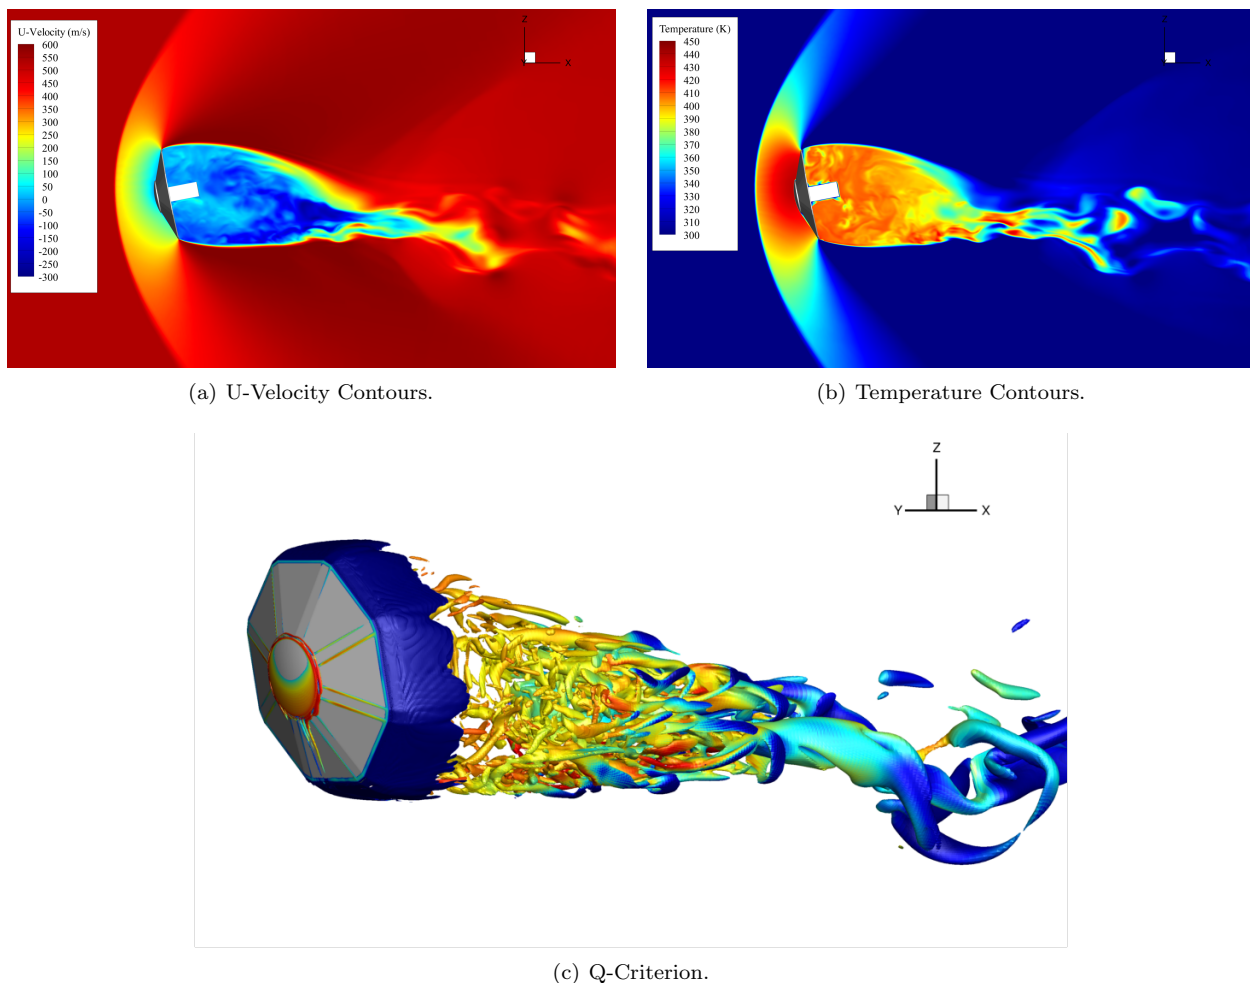 U-Velocity (m/s)
600
550
500
450
400
350
300
250
200
150
100
50
0
-50
-100
-150
-200
-250
-300
Z
Y
X
(a) U-Velocity Contours.
Temperature (K)
450
440
430
420
410
400
390
380
370
360
350
340
330
320
310
300
Z
Y
X
(b) Temperature Contours.
Z
Y
X
(c) Q-Criterion.